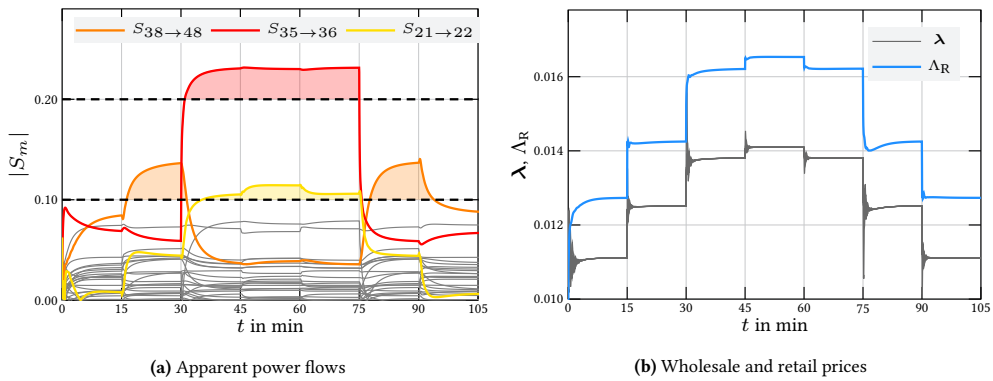 S38→48 S35→36 S21→22
0.20
0.10
0.00
|Sm|
0 15 30 45 60 75 90 105
t in min
(a) Apparent power flows
λ
ΛR
0.016
0.014
0.012
0.010
λ, ΛR
0 15 30 45 60 75 90 105
t in min
(b) Wholesale and retail prices